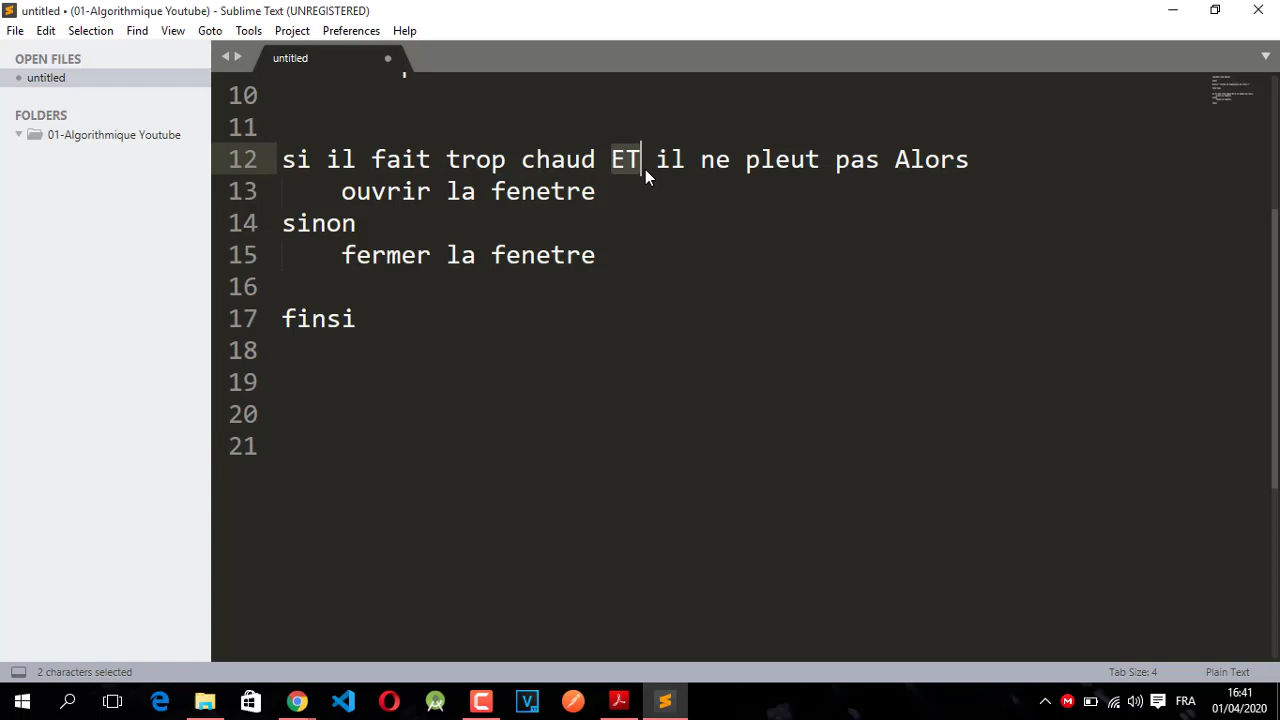 untitled • (01-Algorithmique Youtube) - Sublime Text (UNREGISTERED)
File Edit Selection Find View Goto Tools Project Preferences Help
OPEN FILES
untitled
FOLDERS
01-Algorithmique Youtube
untitled
10
11
12 si il fait trop chaud ET il ne pleut pas Alors
13 ouvrir la fenetre
14 sinon
15 fermer la fenetre
16
17 finsi
18
19
20
21
2 characters selected
Tab Size: 4
Plain Text
FRA
16:41
01/04/2020